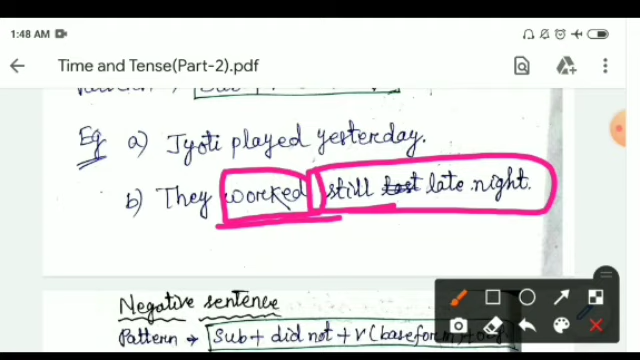 1:48 AM
Time and Tense(Part-2).pdf
Eg a) Jyoti played yesterday.
b) They worked still late night.
Negative sentence
Pattern → Sub + did not + V (baseform) +